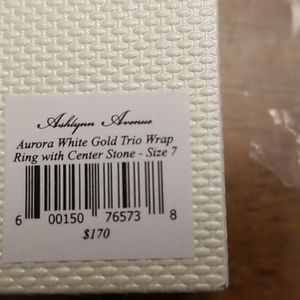 Ashlynn Avenue
Aurora White Gold Trio Wrap
Ring with Center Stone - Size 7
6 00150 76573 8
$170